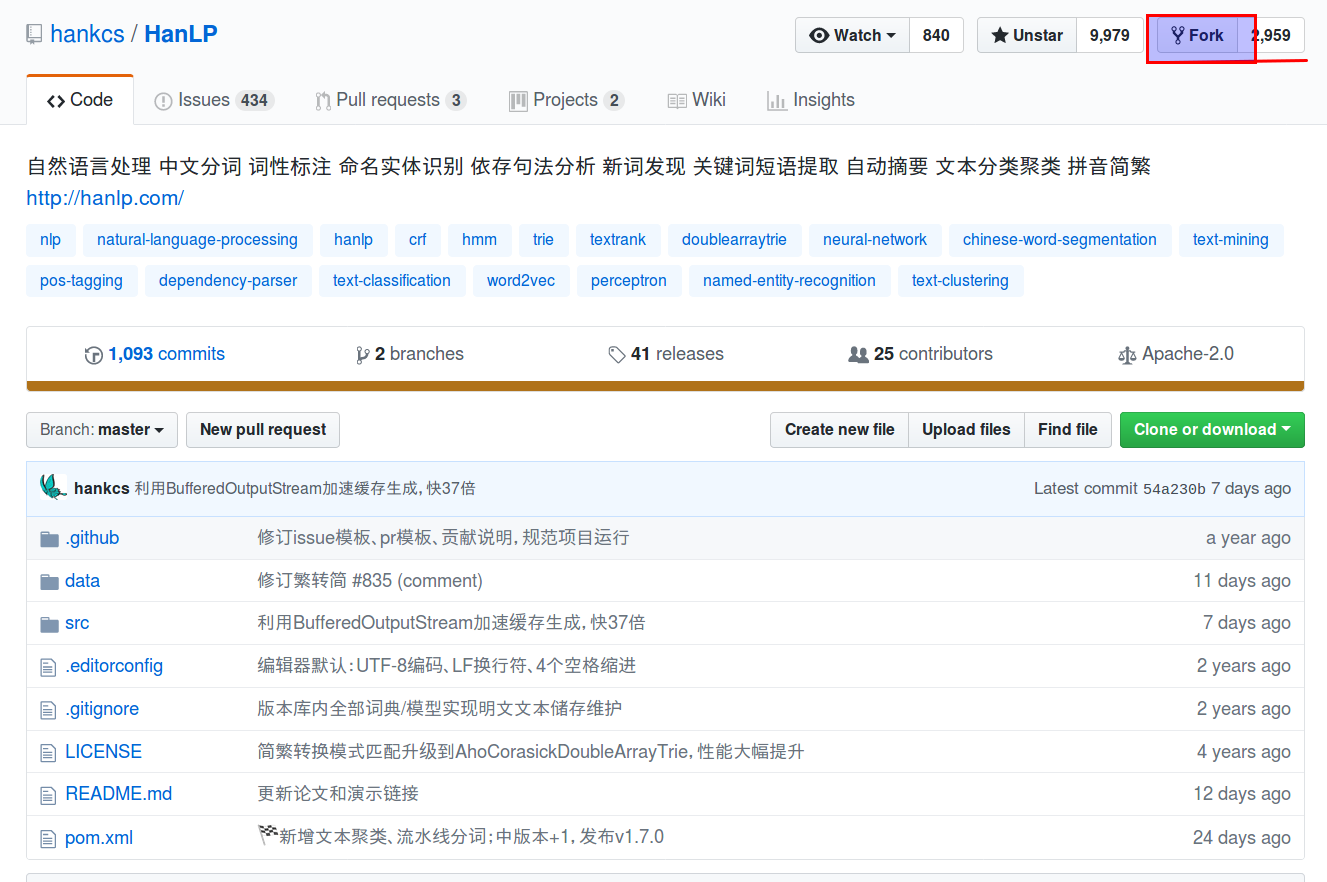 hankcs / HanLP
Watch 840 Unstar 9,979 Fork 2,959
Code Issues 434 Pull requests 3 Projects 2 Wiki Insights
自然语言处理 中文分词 词性标注 命名实体识别 依存句法分析 新词发现 关键词短语提取 自动摘要 文本分类聚类 拼音简繁
http://hanlp.com/
nlp natural-language-processing hanlp crf hmm trie textrank doublearraytrie neural-network chinese-word-segmentation text-mining
pos-tagging dependency-parser text-classification word2vec perceptron named-entity-recognition text-clustering
1,093 commits 2 branches 41 releases 25 contributors Apache-2.0
Branch: master New pull request Create new file Upload files Find file Clone or download
hankcs 利用BufferedOutputStream加速缓存生成，快37倍 Latest commit 54a230b 7 days ago
.github 修订issue模板、pr模板、贡献说明，规范项目运行 a year ago
data 修订繁转简 #835 (comment) 11 days ago
src 利用BufferedOutputStream加速缓存生成，快37倍 7 days ago
.editorconfig 编辑器默认：UTF-8编码、LF换行符、4个空格缩进 2 years ago
.gitignore 版本库内全部词典/模型实现明文文本储存维护 2 years ago
LICENSE 简繁转换模式匹配升级到AhoCorasickDoubleArrayTrie，性能大幅提升 4 years ago
README.md 更新论文和演示链接 12 days ago
pom.xml 新增文本聚类、流水线分词；中版本+1，发布v1.7.0 24 days ago